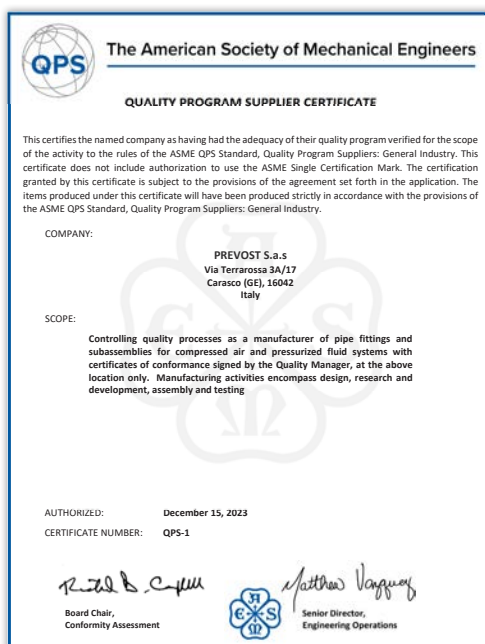 QPS
The American Society of Mechanical Engineers
QUALITY PROGRAM SUPPLIER CERTIFICATE
This certifies the named company as having had the adequacy of their quality program verified for the scope
of the activity to the rules of the ASME QPS Standard, Quality Program Suppliers: General Industry. This
certificate does not include authorization to use the ASME Single Certification Mark. The certification
granted by this certificate is subject to the provisions of the agreement set forth in the application. The
items produced under this certificate will have been produced strictly in accordance with the provisions of
the ASME QPS Standard, Quality Program Suppliers: General Industry.
COMPANY:
PREVOST S.a.s
Via Terrarossa 3A/17
Carasco (GE), 16042
Italy
SCOPE:
Controlling quality processes as a manufacturer of pipe fittings and
subassemblies for compressed air and pressurized fluid systems with
certificates of conformance signed by the Quality Manager, at the above
location only. Manufacturing activities encompass design, research and
development, assembly and testing
AUTHORIZED: December 15, 2023
CERTIFICATE NUMBER: QPS-1
Matthew Vazquez
Board Chair,
Conformity Assessment
A S M E
Senior Director,
Engineering Operations